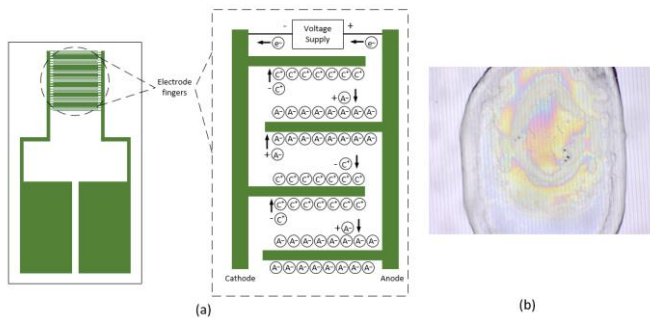 - Voltage Supply +
e⁻ e⁻
Electrode fingers
C⁺ C⁺ C⁺ C⁺ C⁺ C⁺ C⁺
- C⁺
+ A⁻
A⁻ A⁻ A⁻ A⁻ A⁻ A⁻ A⁻ A⁻
A⁻ A⁻ A⁻ A⁻ A⁻ A⁻ A⁻ A⁻
+ A⁻
- C⁺
C⁺ C⁺ C⁺ C⁺ C⁺ C⁺ C⁺
C⁺ C⁺ C⁺ C⁺ C⁺ C⁺ C⁺
- C⁺
+ A⁻
A⁻ A⁻ A⁻ A⁻ A⁻ A⁻ A⁻ A⁻
A⁻ A⁻ A⁻ A⁻ A⁻ A⁻ A⁻ A⁻
Cathode Anode
(a) (b)